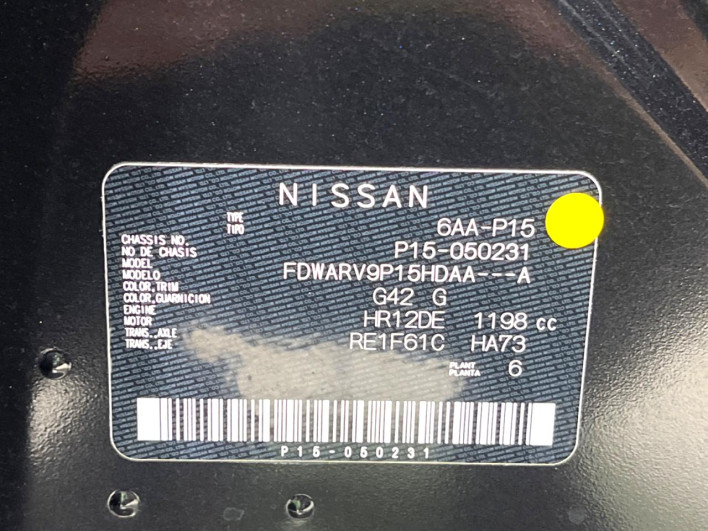 NISSAN
TYPE
TIPO 6AA-P15
CHASSIS NO.
NO DE CHASIS P15-050231
MODEL
MODELO FDWARV9P15HDAA---A
COLOR,TRIM
COLOR,GUARNICION G42 G
ENGINE
MOTOR HR12DE 1198 cc
TRANS.,AXLE
TRANS.,EJE RE1F61C HA73
PLANT
PLANTA 6
P15-050231